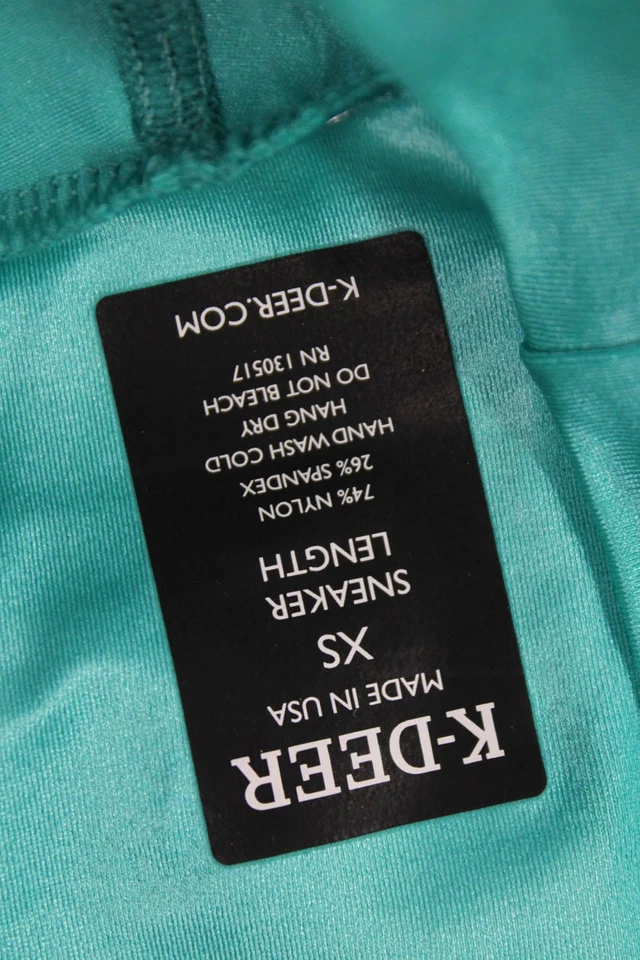 K-DEER
MADE IN USA
XS
SNEAKER
LENGTH
74% NYLON
26% SPANDEX
HAND WASH COLD
HANG DRY
DO NOT BLEACH
RN 130517
K-DEER.COM